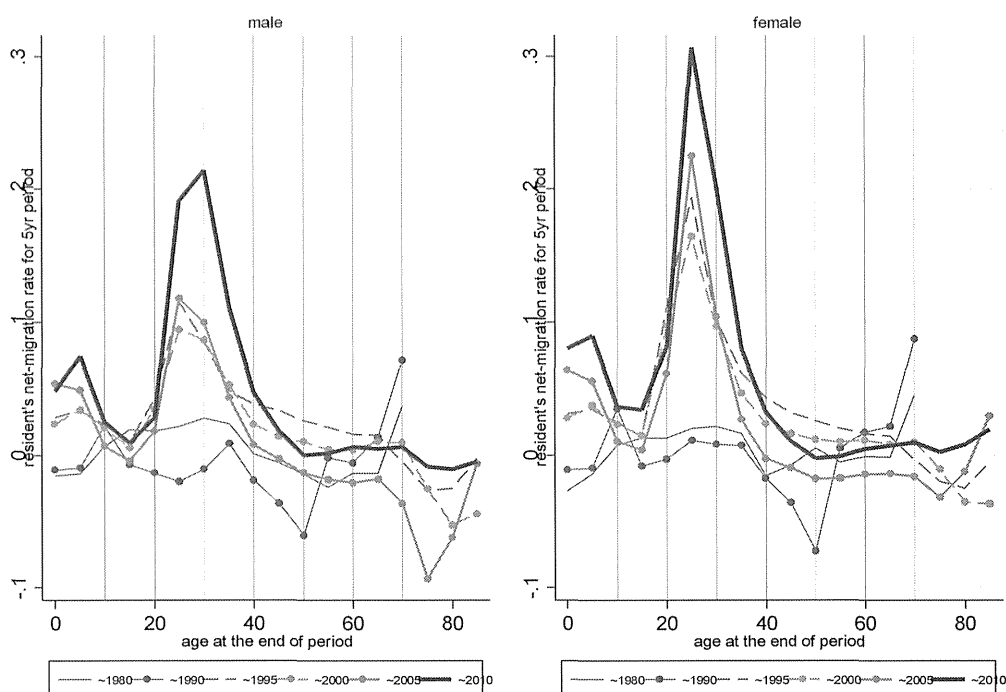 male
.3
.2
.1
0
-.1
resident's net-migration rate for 5yr period
0 20 40 60 80
age at the end of period
~1980 ~1990 ~1995 ~2000 ~2005 ~2010
female
.3
.2
.1
0
-.1
resident's net-migration rate for 5yr period
0 20 40 60 80
age at the end of period
~1980 ~1990 ~1995 ~2000 ~2005 ~2010